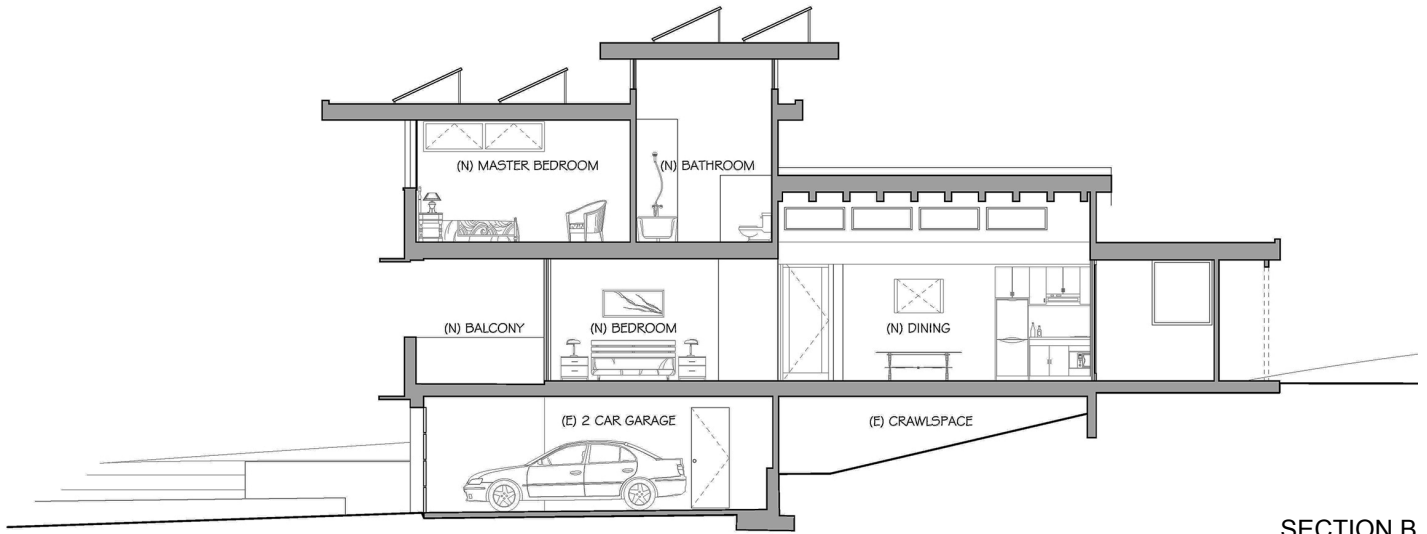 (N) MASTER BEDROOM
(N) BATHROOM
(N) BALCONY
(N) BEDROOM
(N) DINING
(E) 2 CAR GARAGE
(E) CRAWLSPACE
SECTION B